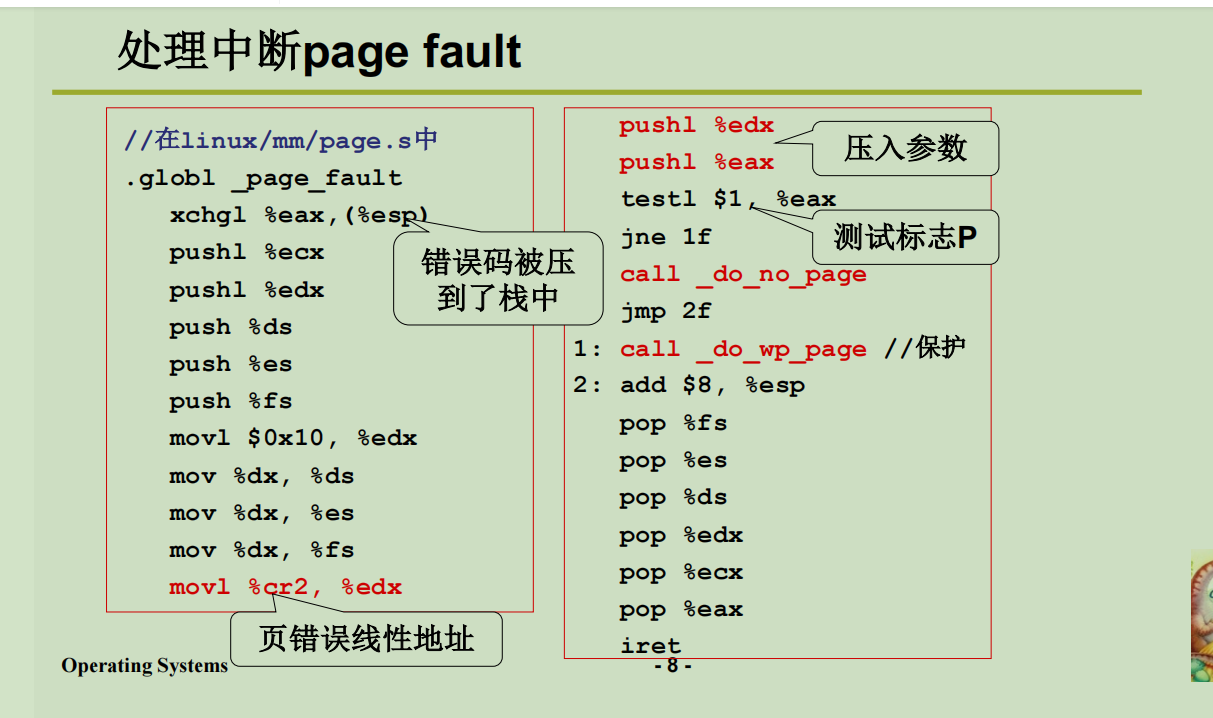 处理中断page fault
//在linux/mm/page.s中
.globl _page_fault
xchgl %eax,(%esp)
pushl %ecx
pushl %edx
push %ds
push %es
push %fs
movl $0x10, %edx
mov %dx, %ds
mov %dx, %es
mov %dx, %fs
movl %cr2, %edx
错误码被压
到了栈中
页错误线性地址
pushl %edx
pushl %eax
压入参数
testl $1, %eax
测试标志P
jne 1f
call _do_no_page
jmp 2f
1: call _do_wp_page //保护
2: add $8, %esp
pop %fs
pop %es
pop %ds
pop %edx
pop %ecx
pop %eax
iret
Operating Systems
- 8 -